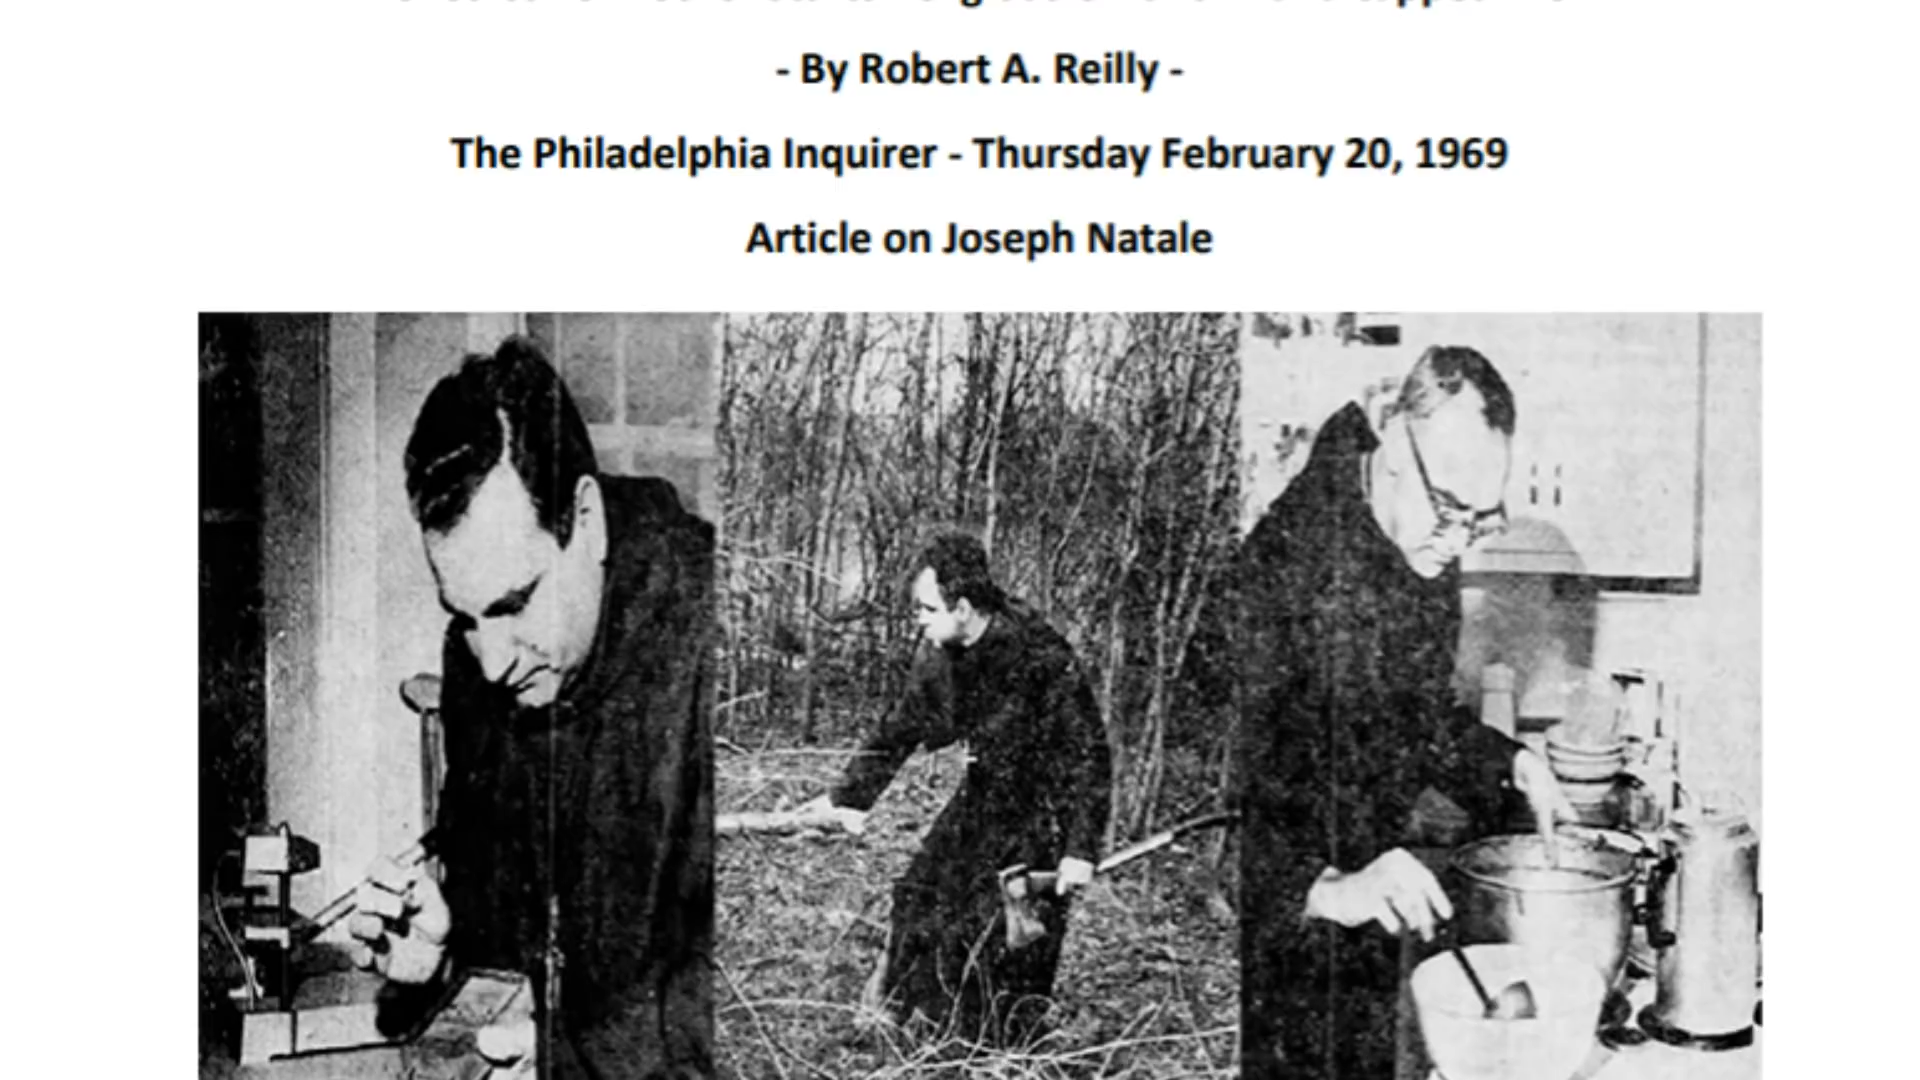 - By Robert A. Reilly -
The Philadelphia Inquirer - Thursday February 20, 1969
Article on Joseph Natale